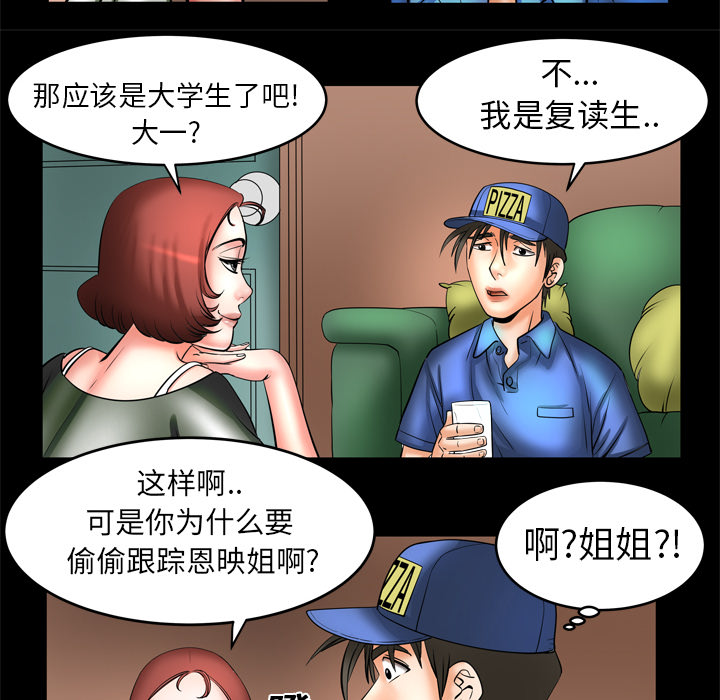 那应该是大学生了吧!
大一?
不...
我是复读生..
PIZZA
这样啊..
可是你为什么要
偷偷跟踪恩映姐啊?
啊?姐姐?!